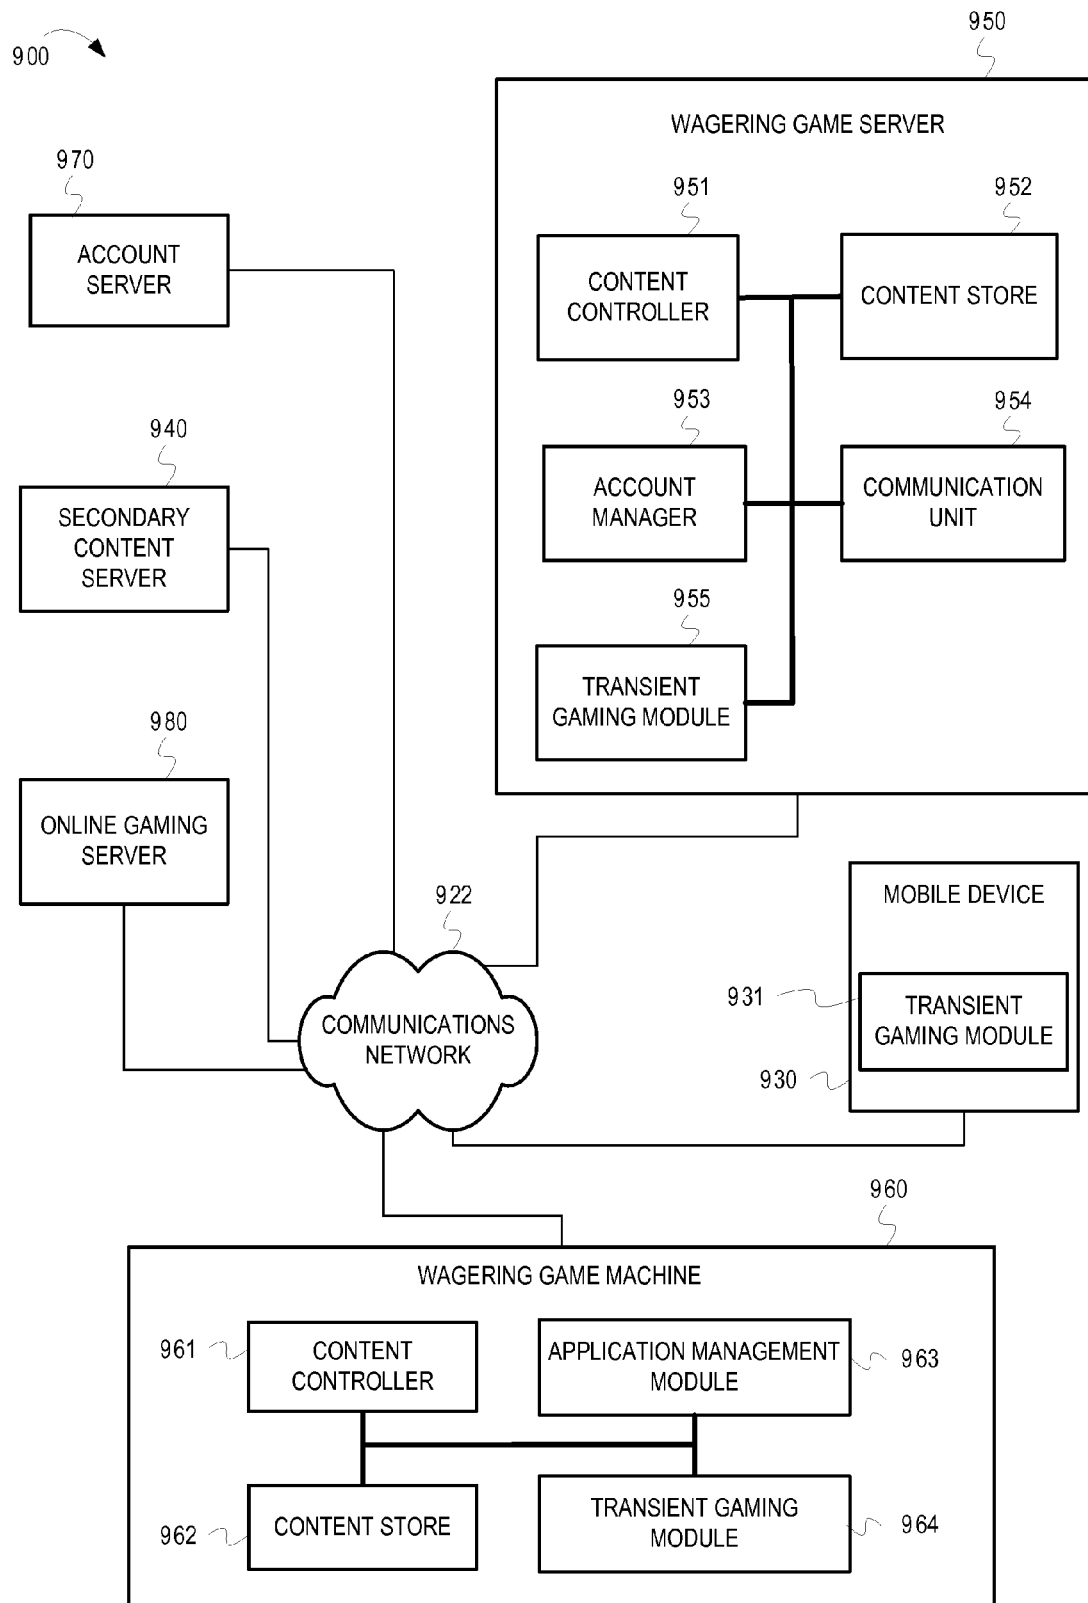 900
950
WAGERING GAME SERVER
970
ACCOUNT
SERVER
951
CONTENT
CONTROLLER
952
CONTENT STORE
940
SECONDARY
CONTENT
SERVER
953
ACCOUNT
MANAGER
954
COMMUNICATION
UNIT
955
TRANSIENT
GAMING MODULE
980
ONLINE GAMING
SERVER
922
COMMUNICATIONS
NETWORK
MOBILE DEVICE
931
TRANSIENT
GAMING MODULE
930
960
WAGERING GAME MACHINE
961
CONTENT
CONTROLLER
APPLICATION MANAGEMENT
MODULE
963
962
CONTENT STORE
TRANSIENT GAMING
MODULE
964